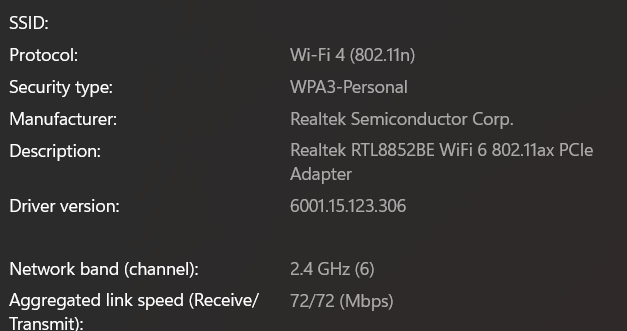 SSID:
Protocol: Wi-Fi 4 (802.11n)
Security type: WPA3-Personal
Manufacturer: Realtek Semiconductor Corp.
Description: Realtek RTL8852BE WiFi 6 802.11ax PCIe
Adapter
Driver version: 6001.15.123.306
Network band (channel): 2.4 GHz (6)
Aggregated link speed (Receive/ 72/72 (Mbps)
Transmit):